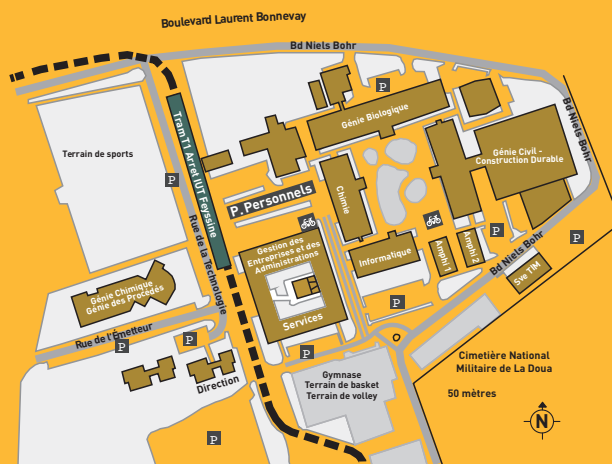 Boulevard Laurent Bonnevay
Bd Niels Bohr
P
Génie Biologique
Bd Niels Bohr
Terrain de sports
Tram T1 Arret IUT Feyssine
Génie Civil -
Construction Durable
P
P. Personnels
Chimie
Rue de la Technologie
Gestion des
Entreprises et des
Administrations
Informatique
Amphi 1
Amphi 2
P
P
Bd Niels Bohr
Sve TIM
Génie Chimique
Génie des Procédés
Services
P
Rue de l'Émetteur
P
P
P
Cimetière National
Militaire de La Doua
Gymnase
Terrain de basket
Terrain de volley
Direction
50 mètres
N
P